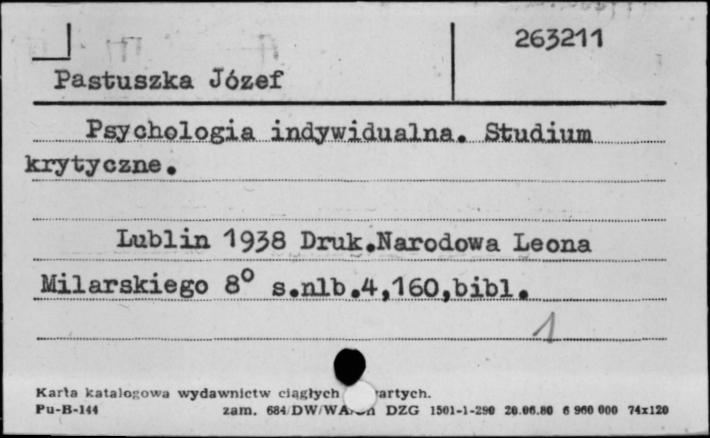 263211
Pastuszka Józef
Psychologia indywidualna. Studium
krytyczne.
Lublin 1938 Druk.Narodowa Leona
Milarskiego 8° s.nlb.4,160,bibl.
1
Karta katalogowa wydawnictw ciągłych
Pu-B-144 zam. 684/DW/ DZG 1501-1-290 20.06.80 6 960 000 74x120